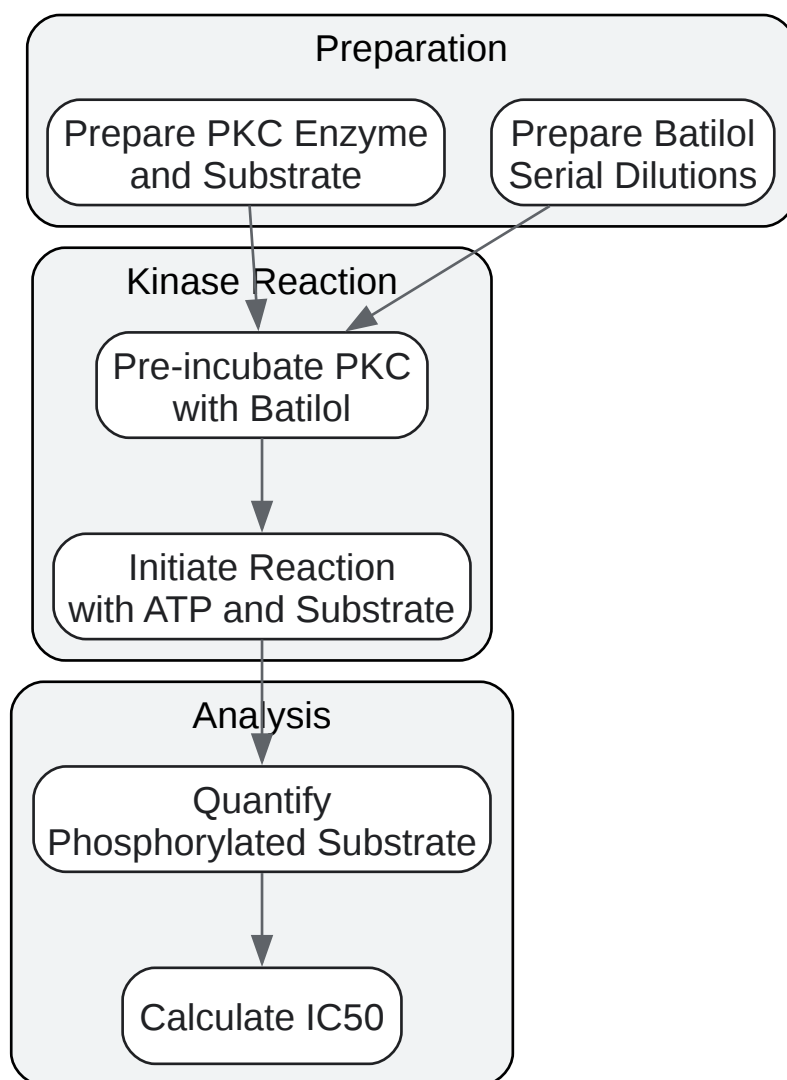 Preparation
Prepare PKC Enzyme
and Substrate
Prepare Batilol
Serial Dilutions
Kinase Reaction
Pre-incubate PKC
with Batilol
Initiate Reaction
with ATP and Substrate
Analysis
Quantify
Phosphorylated Substrate
Calculate IC50